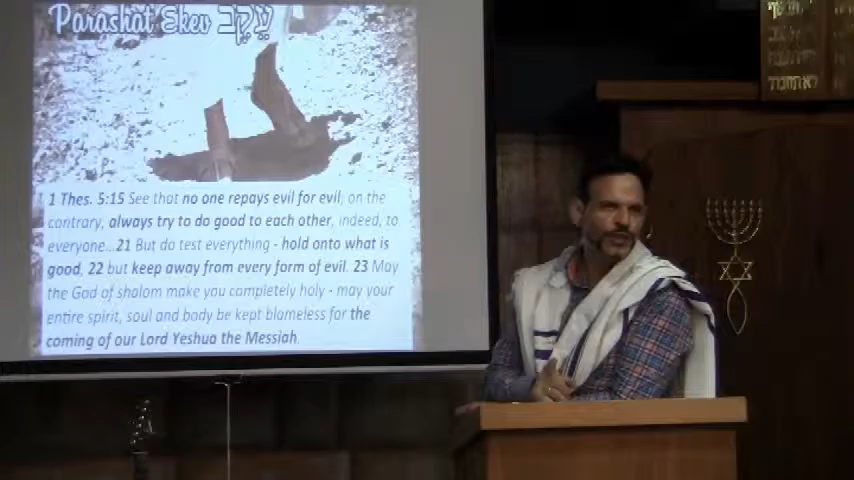 Parashat Ekev עֵקֶב
1 Thes. 5:15 See that no one repays evil for evil; on the
contrary, always try to do good to each other, indeed, to
everyone...21 But do test everything - hold onto what is
good, 22 but keep away from every form of evil. 23 May
the God of shalom make you completely holy - may your
entire spirit, soul and body be kept blameless for the
coming of our Lord Yeshua the Messiah.